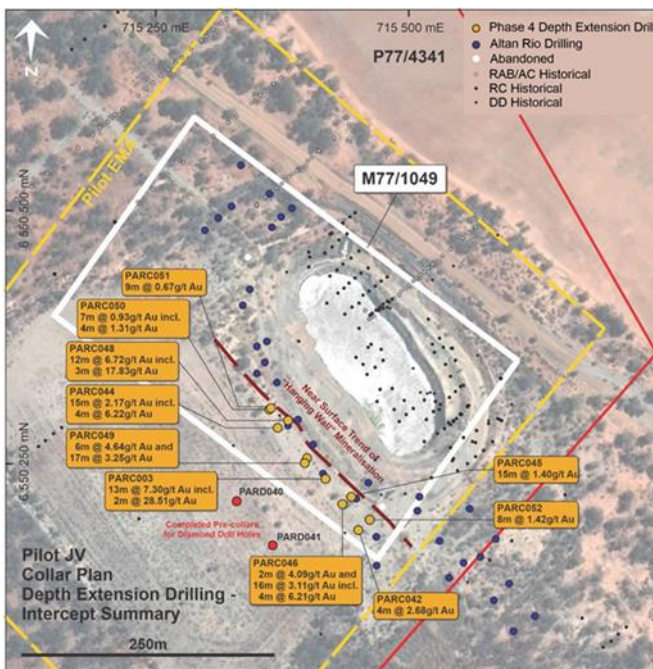 715 250 mE
715 500 mE
P77/4341
Phase 4 Depth Extension Drill
Altan Rio Drilling
Abandoned
RAB/AC Historical
RC Historical
DD Historical
N
Pilot EMA
6 550 500 mN
M77/1049
PARC051
9m @ 0.67g/t Au
PARC050
7m @ 0.93g/t Au incl.
4m @ 1.31g/t Au
PARC048
12m @ 6.72g/t Au incl.
3m @ 17.83g/t Au
PARC044
15m @ 2.17g/t Au incl.
4m @ 6.22g/t Au
Near Surface Trend of
"Hanging Wall" Mineralisation
6 550 250 mN
PARC049
6m @ 4.64g/t Au and
17m @ 3.25g/t Au
PARC045
15m @ 1.40g/t Au
PARC003
13m @ 7.30g/t Au incl.
2m @ 28.51g/t Au
PARD040
PARC052
8m @ 1.42g/t Au
Completed Pre-collars
for Diamond Drill Holes
PARD041
Pilot JV
Collar Plan
Depth Extension Drilling -
Intercept Summary
PARC046
2m @ 4.09g/t Au and
16m @ 3.11g/t Au incl.
4m @ 6.21g/t Au
PARC042
4m @ 2.68g/t Au
250m